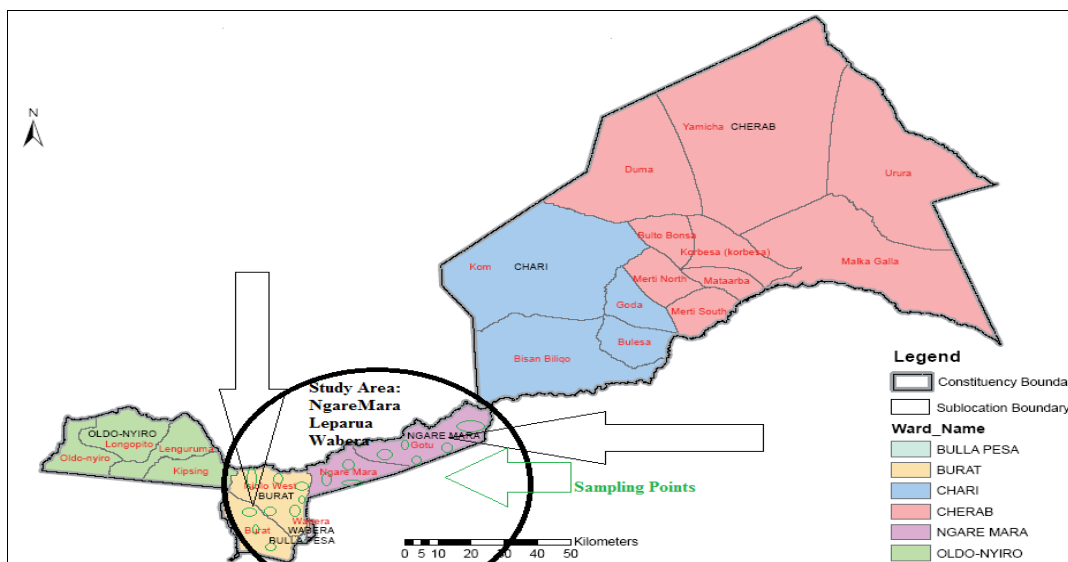 N
Yamicha CHERAB
Duma
Urura
Bulto Bonsa
Korbesa (korbesa)
Kom
CHARI
Malka Galla
Merti North
Mataarba
Goda
Merti South
Bulesa
Bisan Biliqo
Legend
Constituency Bounda
Sublocation Boundary
Ward_Name
BULLA PESA
BURAT
CHARI
CHERAB
NGARE MARA
OLDO-NYIRO
Study Area:
NgareMara
Leparua
Wabera
OLDO-NYIRO
Longopito
Lenguruma
Oldo-nyiro
Kipsing
NGARE MARA
Gotu
Ngare Mara
West
BURAT
Sampling Points
Burat
WABERA
BULLA PESA
Kilometers
0 5 10 20 30 40 50